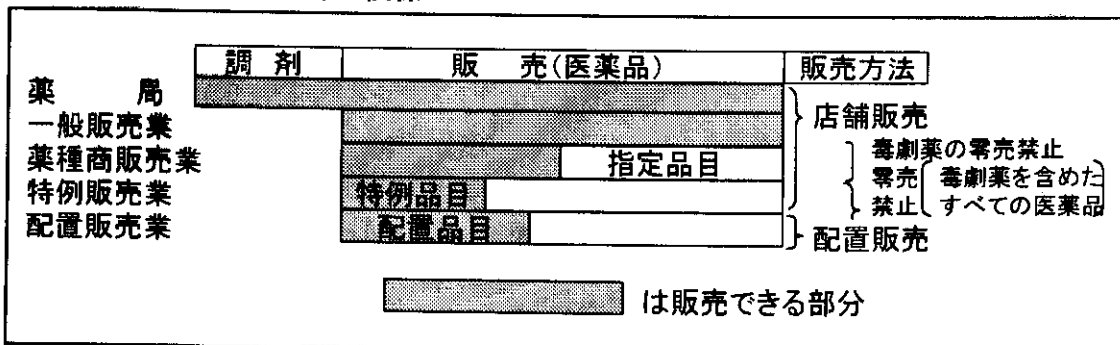 調剤 販売(医薬品) 販売方法
薬局
一般販売業
薬種商販売業 指定品目
特例販売業 特例品目
配置販売業 配置品目
店舗販売
毒劇薬の零売禁止
零売 毒劇薬を含めた
禁止 すべての医薬品
配置販売
は販売できる部分